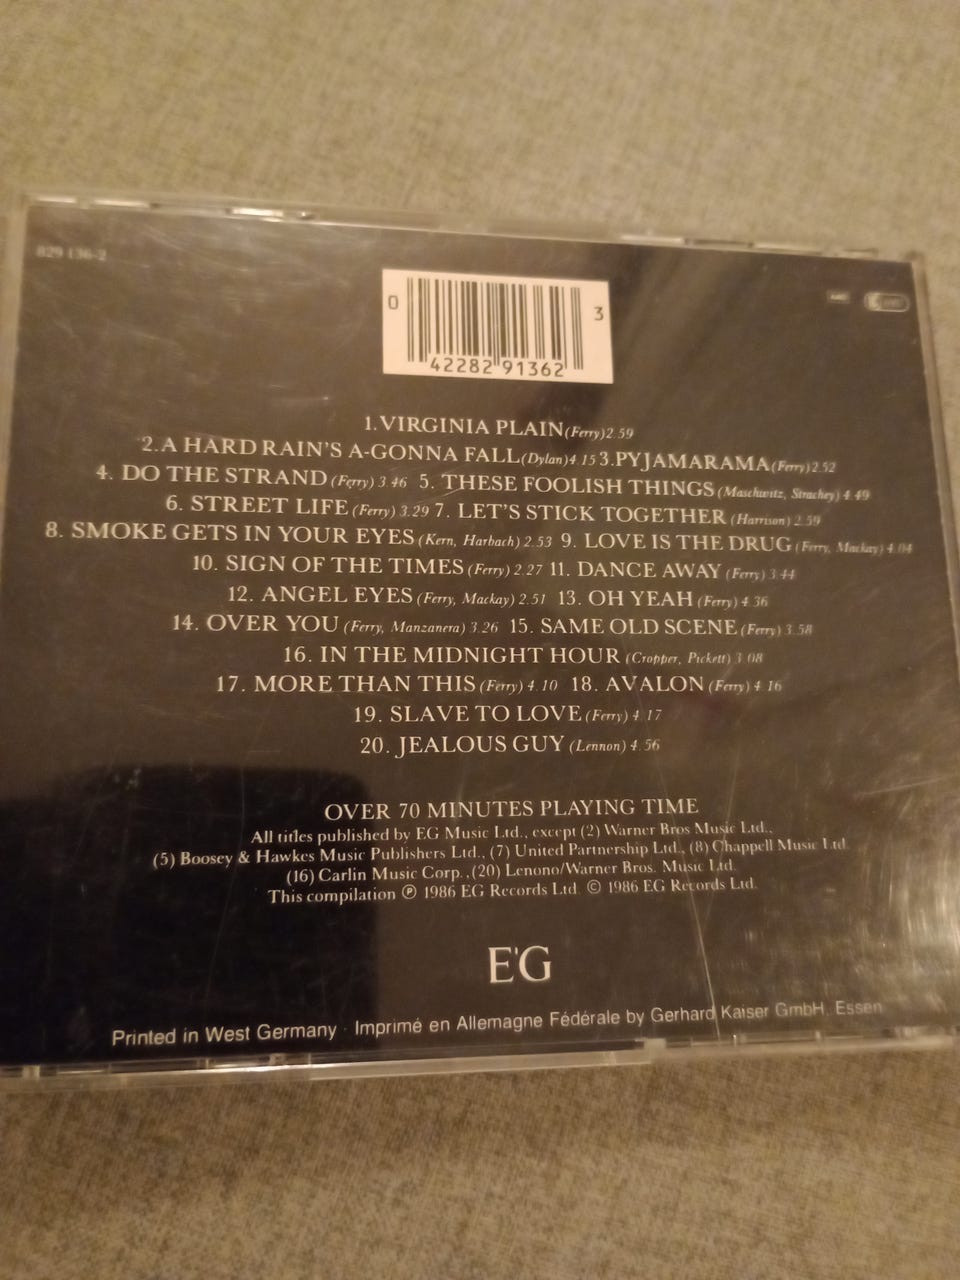 829 136-2
0 42282 91362 3
1.VIRGINIA PLAIN(Ferry)2.59
2.A HARD RAIN'S A-GONNA FALL(Dylan)4.15 3.PYJAMARAMA(Ferry)2.52
4. DO THE STRAND (Ferry) 3.46 5. THESE FOOLISH THINGS (Maschwitz, Strachey) 4.49
6. STREET LIFE (Ferry) 3.29 7. LET'S STICK TOGETHER (Harrison) 2.59
8. SMOKE GETS IN YOUR EYES (Kern, Harbach) 2.53 9. LOVE IS THE DRUG (Ferry, Mackay) 4.04
10. SIGN OF THE TIMES (Ferry) 2.27 11. DANCE AWAY (Ferry) 3.44
12. ANGEL EYES (Ferry, Mackay) 2.51 13. OH YEAH (Ferry) 4.36
14. OVER YOU (Ferry, Manzanera) 3.26 15. SAME OLD SCENE (Ferry) 3.58
16. IN THE MIDNIGHT HOUR (Cropper, Pickett) 3.08
17. MORE THAN THIS (Ferry) 4.10 18. AVALON (Ferry) 4.16
19. SLAVE TO LOVE (Ferry) 4.17
20. JEALOUS GUY (Lennon) 4.56
OVER 70 MINUTES PLAYING TIME
All titles published by EG Music Ltd., except (2) Warner Bros Music Ltd.,
(5) Boosey & Hawkes Music Publishers Ltd., (7) United Partnership Ltd., (8) Chappell Music Ltd.
(16) Carlin Music Corp., (20) Lenono/Warner Bros. Music Ltd.
This compilation ℗ 1986 EG Records Ltd. © 1986 EG Records Ltd.
E'G
Printed in West Germany · Imprimé en Allemagne Fédérale by Gerhard Kaiser GmbH, Essen